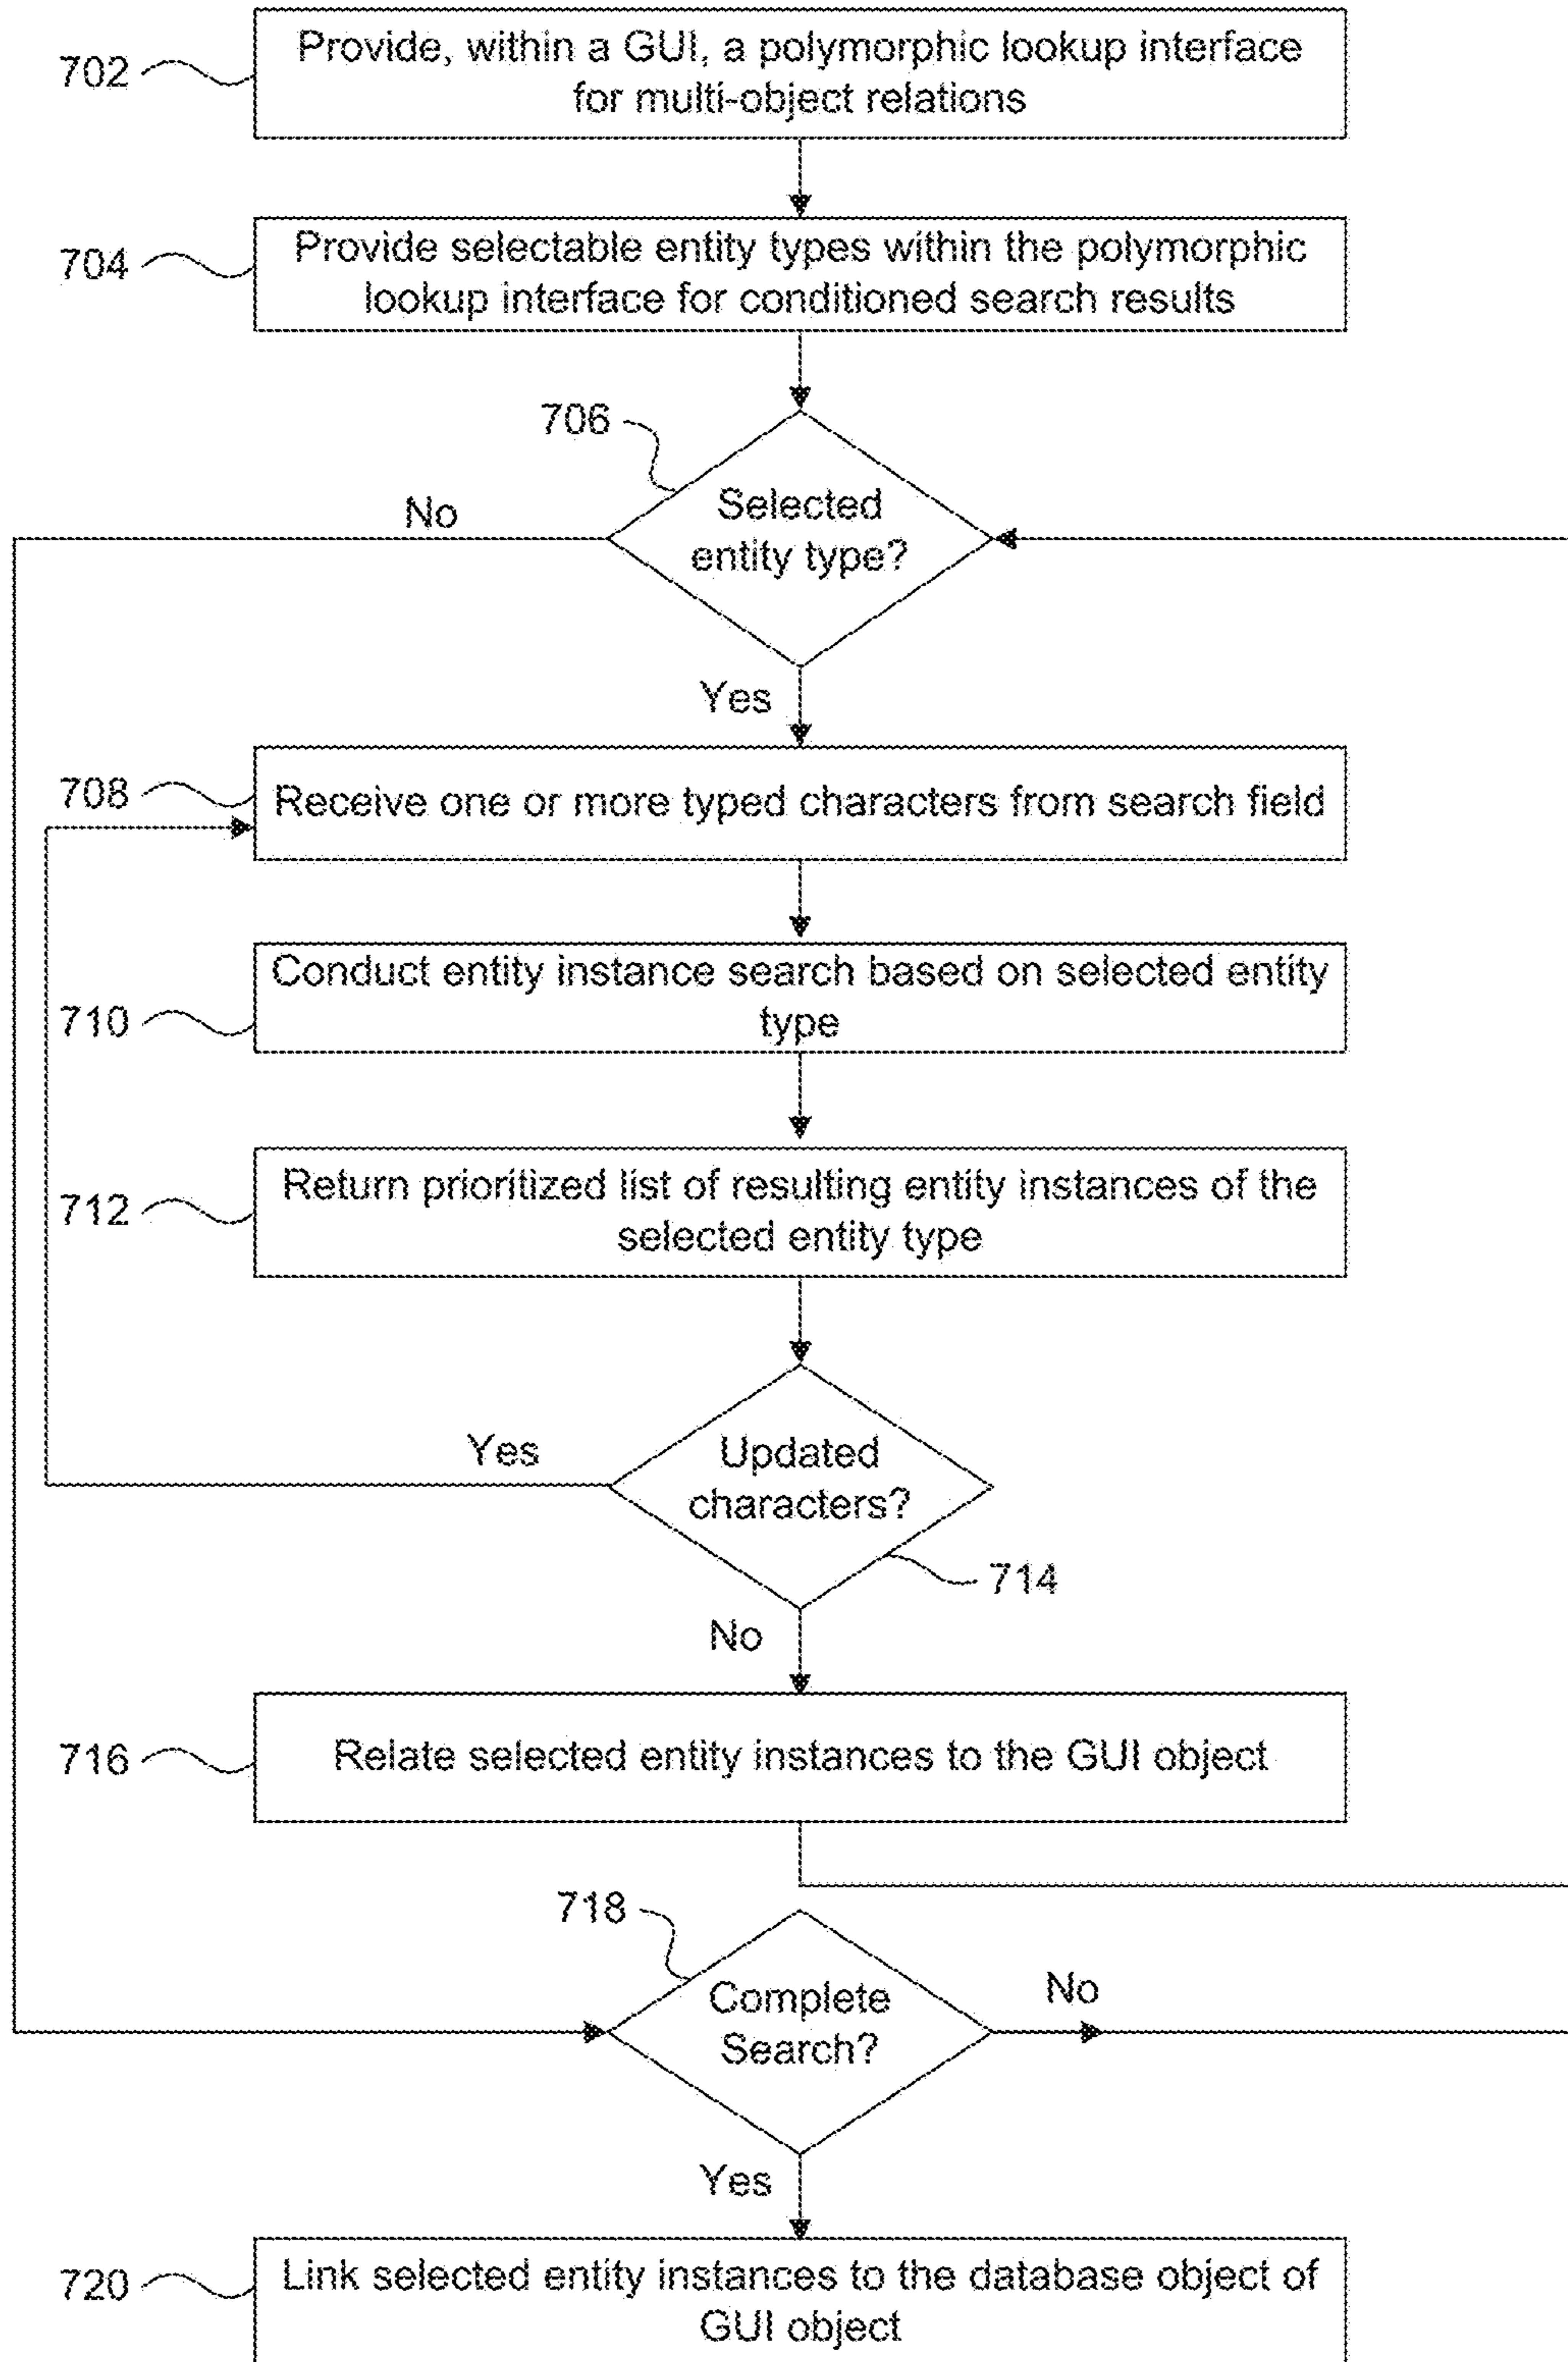 702
Provide, within a GUI, a polymorphic lookup interface
for multi-object relations
704
Provide selectable entity types within the polymorphic
lookup interface for conditioned search results
706
No
Selected
entity type?
Yes
708
Receive one or more typed characters from search field
710
Conduct entity instance search based on selected entity
type
712
Return prioritized list of resulting entity instances of the
selected entity type
Yes
Updated
characters?
714
No
716
Relate selected entity instances to the GUI object
718
Complete
Search?
No
Yes
720
Link selected entity instances to the database object of
GUI object